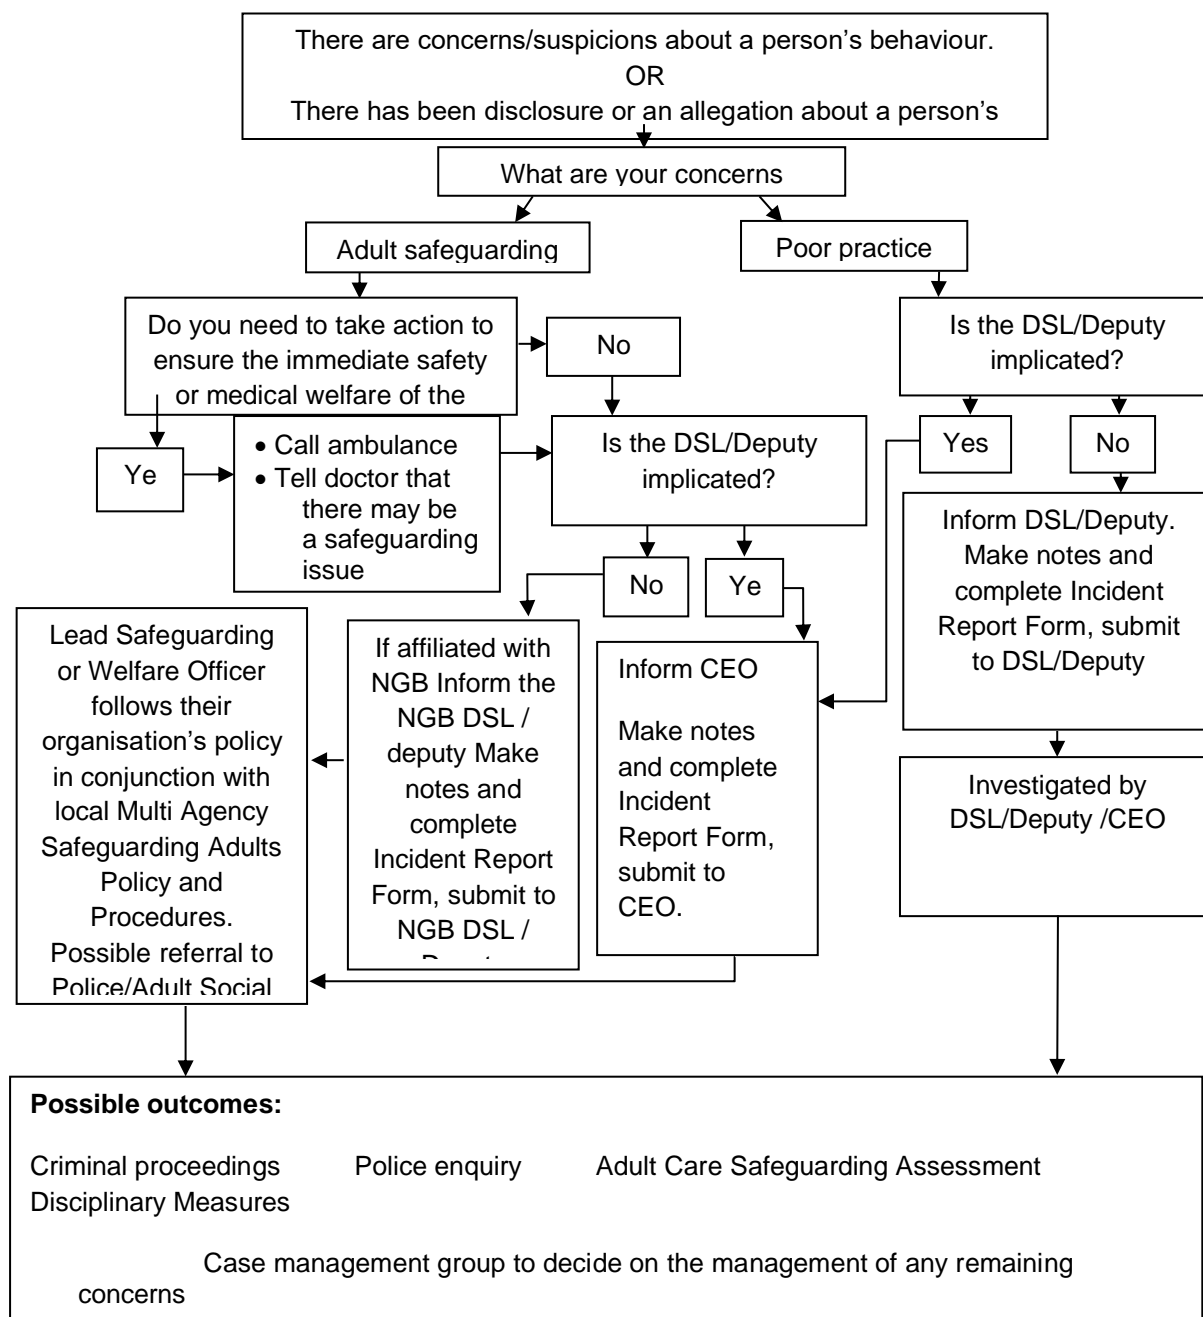 There are concerns/suspicions about a person’s behaviour.
OR
There has been disclosure or an allegation about a person’s
What are your concerns
Adult safeguarding
Poor practice
Do you need to take action to
ensure the immediate safety
or medical welfare of the
No
Is the DSL/Deputy
implicated?
Yes
No
Ye
• Call ambulance
• Tell doctor that
there may be
a safeguarding
issue
Is the DSL/Deputy
implicated?
No
Ye
Inform DSL/Deputy.
Make notes and
complete Incident
Report Form, submit
to DSL/Deputy
Lead Safeguarding
or Welfare Officer
follows their
organisation’s policy
in conjunction with
local Multi Agency
Safeguarding Adults
Policy and
Procedures.
Possible referral to
Police/Adult Social
If affiliated with
NGB Inform the
NGB DSL /
deputy Make
notes and
complete
Incident Report
Form, submit to
NGB DSL /
Inform CEO
Make notes
and complete
Incident
Report Form,
submit to
CEO.
Investigated by
DSL/Deputy /CEO
Possible outcomes:
Criminal proceedings Police enquiry Adult Care Safeguarding Assessment
Disciplinary Measures
Case management group to decide on the management of any remaining
concerns